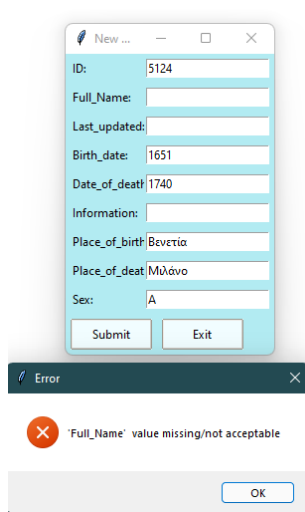 New ...
ID: 5124
Full_Name:
Last_updated:
Birth_date: 1651
Date_of_death 1740
Information:
Place_of_birth Βενετία
Place_of_deat Μιλάνο
Sex: A
Submit Exit
Error
'Full_Name' value missing/not acceptable
OK